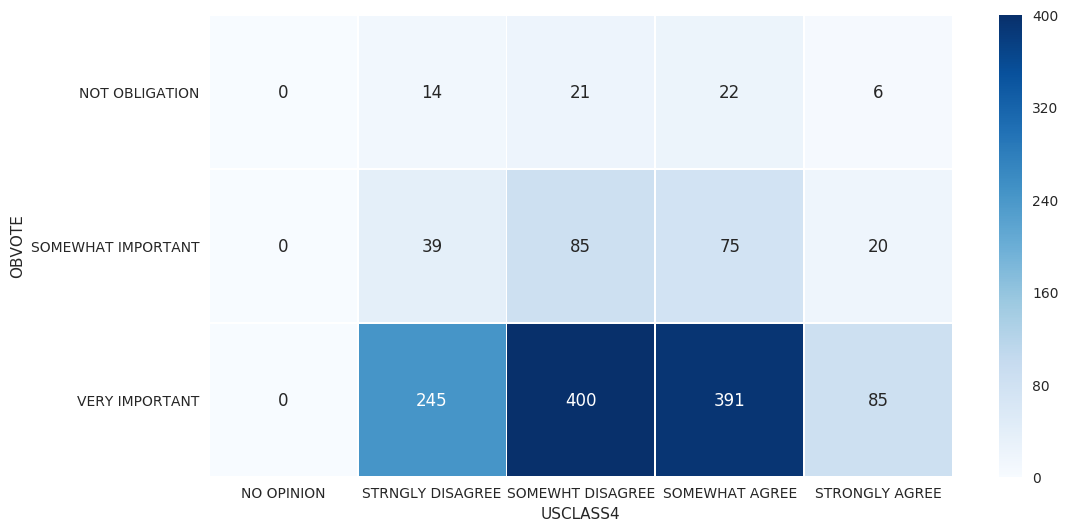 NOT OBLIGATION 0 14 21 22 6
SOMEWHAT IMPORTANT 0 39 85 75 20
VERY IMPORTANT 0 245 400 391 85
NO OPINION STRNGLY DISAGREE SOMEWHT DISAGREE SOMEWHAT AGREE STRONGLY AGREE
USCLASS4
OBVOTE
400
320
240
160
80
0